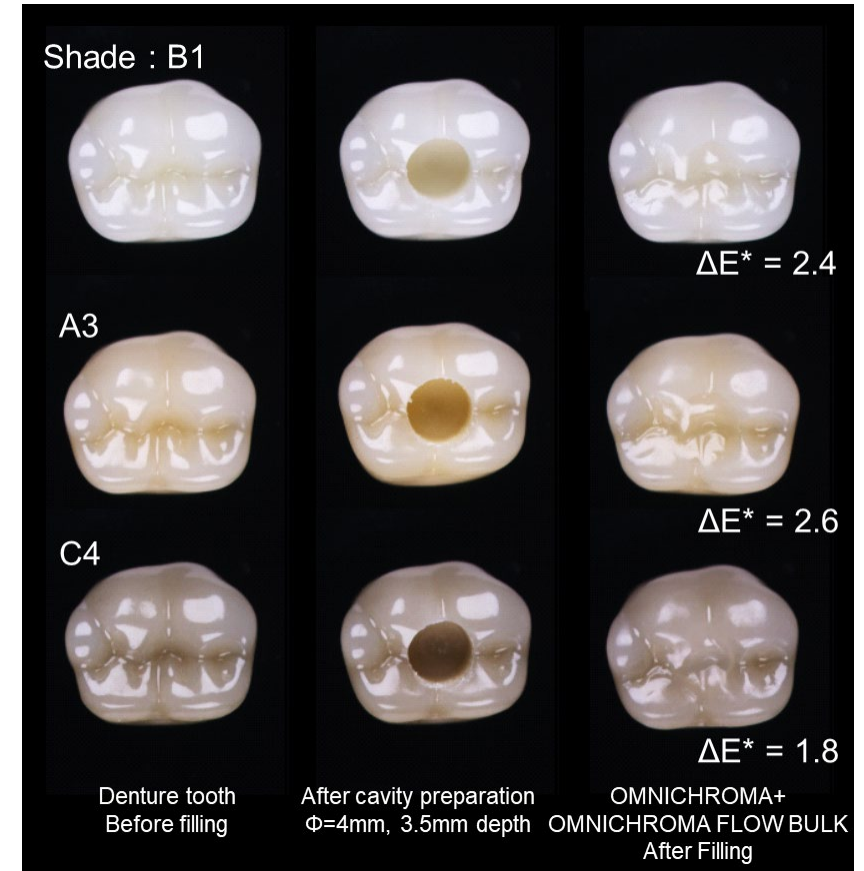 Shade : B1
ΔE* = 2.4
A3
ΔE* = 2.6
C4
ΔE* = 1.8
Denture tooth
Before filling
After cavity preparation
Φ=4mm, 3.5mm depth
OMNICHROMA+
OMNICHROMA FLOW BULK
After Filling